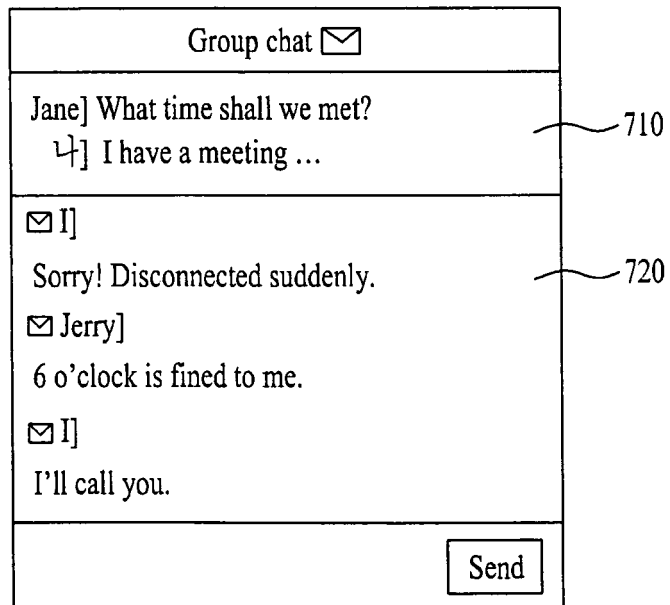 Group chat
Jane] What time shall we met?
나] I have a meeting ...
710
I]
Sorry! Disconnected suddenly.
720
Jerry]
6 o’clock is fined to me.
I]
I’ll call you.
Send